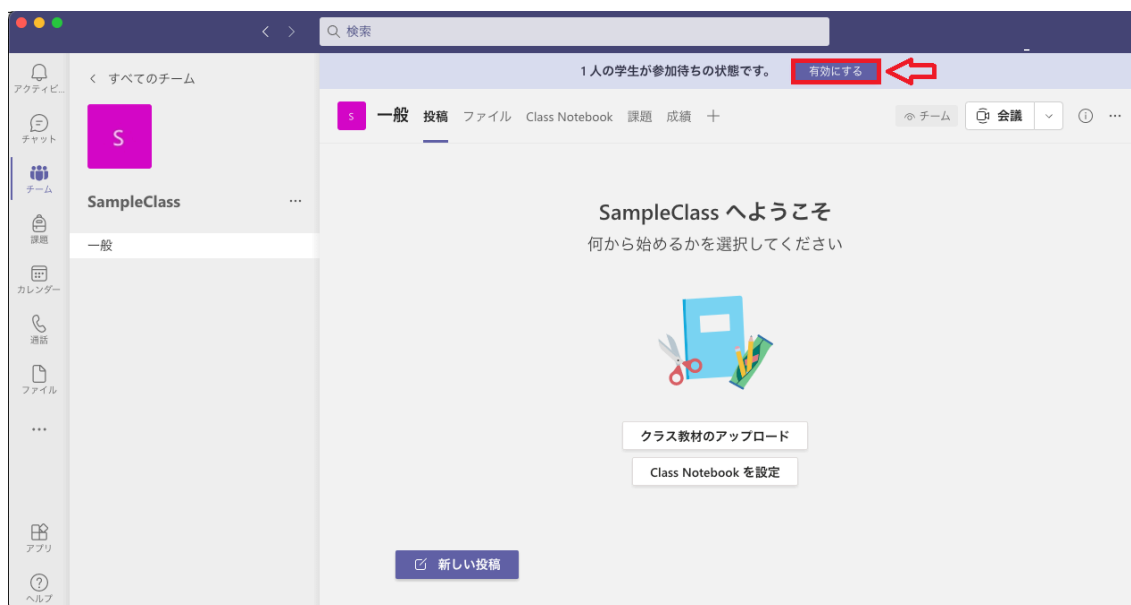 検索
アクティビ...
チャット
チーム
課題
カレンダー
通話
ファイル
アプリ
ヘルプ
すべてのチーム
S
SampleClass
一般
1人の学生が参加待ちの状態です。 有効にする
S 一般 投稿 ファイル Class Notebook 課題 成績 チーム 会議
SampleClass へようこそ
何から始めるかを選択してください
クラス教材のアップロード
Class Notebook を設定
新しい投稿